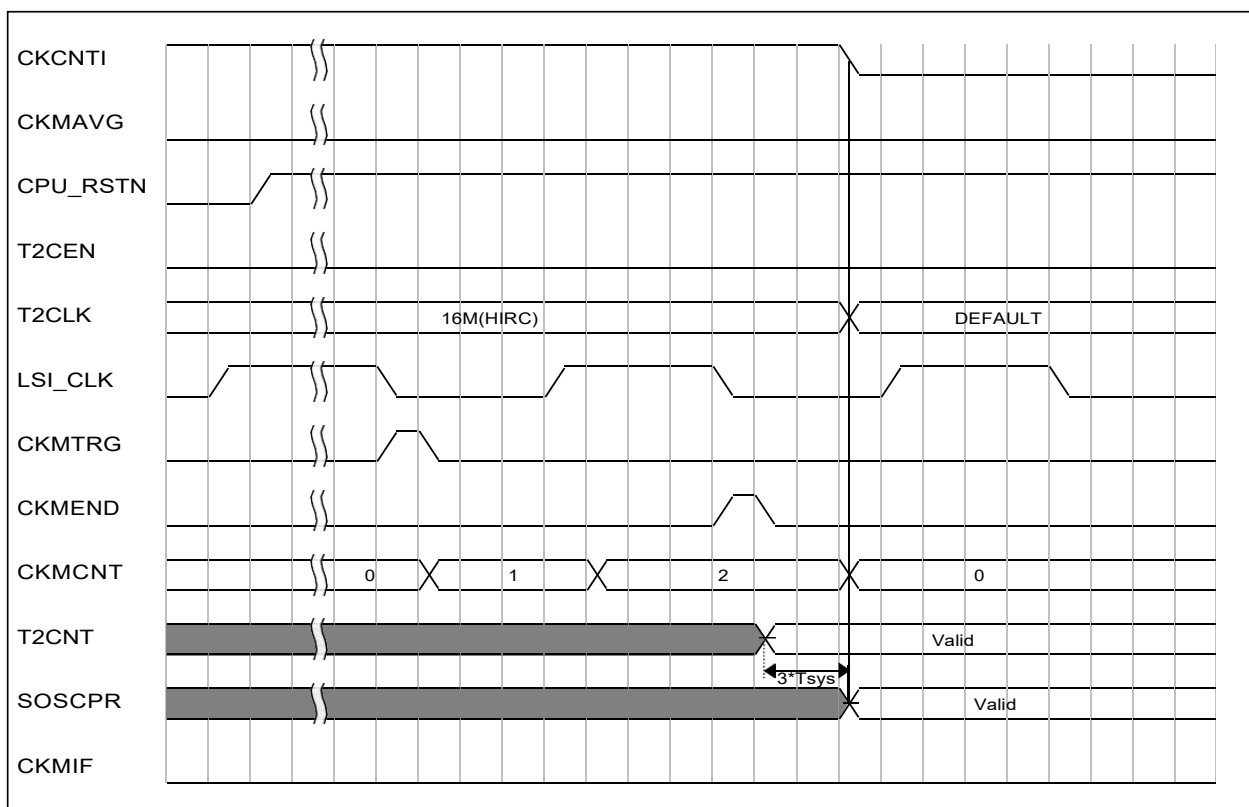 CKCNTI
CKMAVG
CPU_RSTN
T2CEN
T2CLK 16M(HIRC) DEFAULT
LSI_CLK
CKMTRG
CKMEND
CKMCNT 0 1 2 0
T2CNT Valid
3*Tsys
SOSCPR Valid
CKMIF